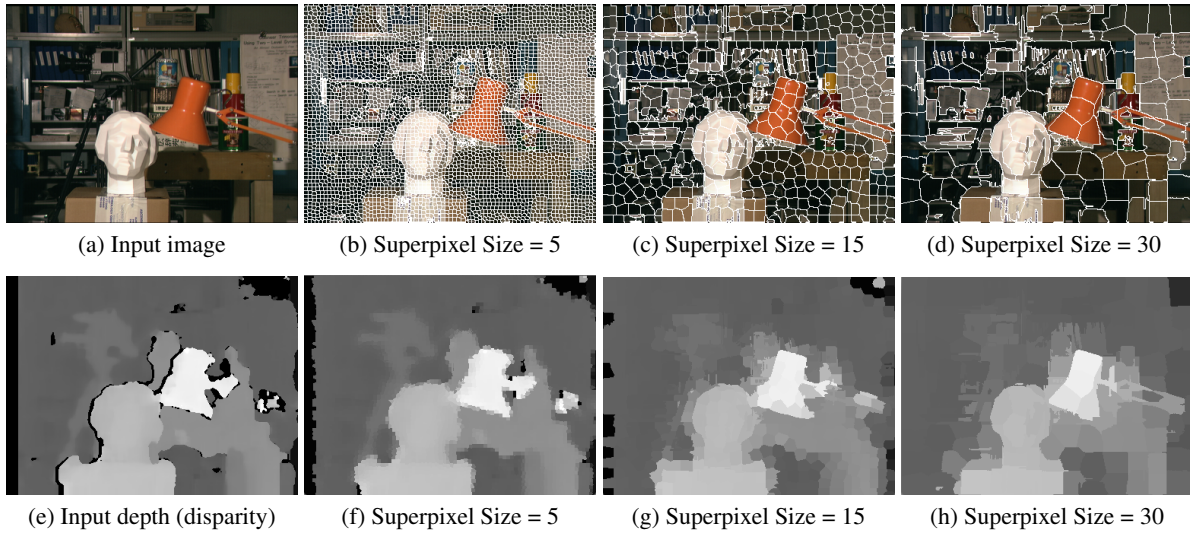 (a) Input image
(b) Superpixel Size = 5
(c) Superpixel Size = 15
(d) Superpixel Size = 30
(e) Input depth (disparity)
(f) Superpixel Size = 5
(g) Superpixel Size = 15
(h) Superpixel Size = 30